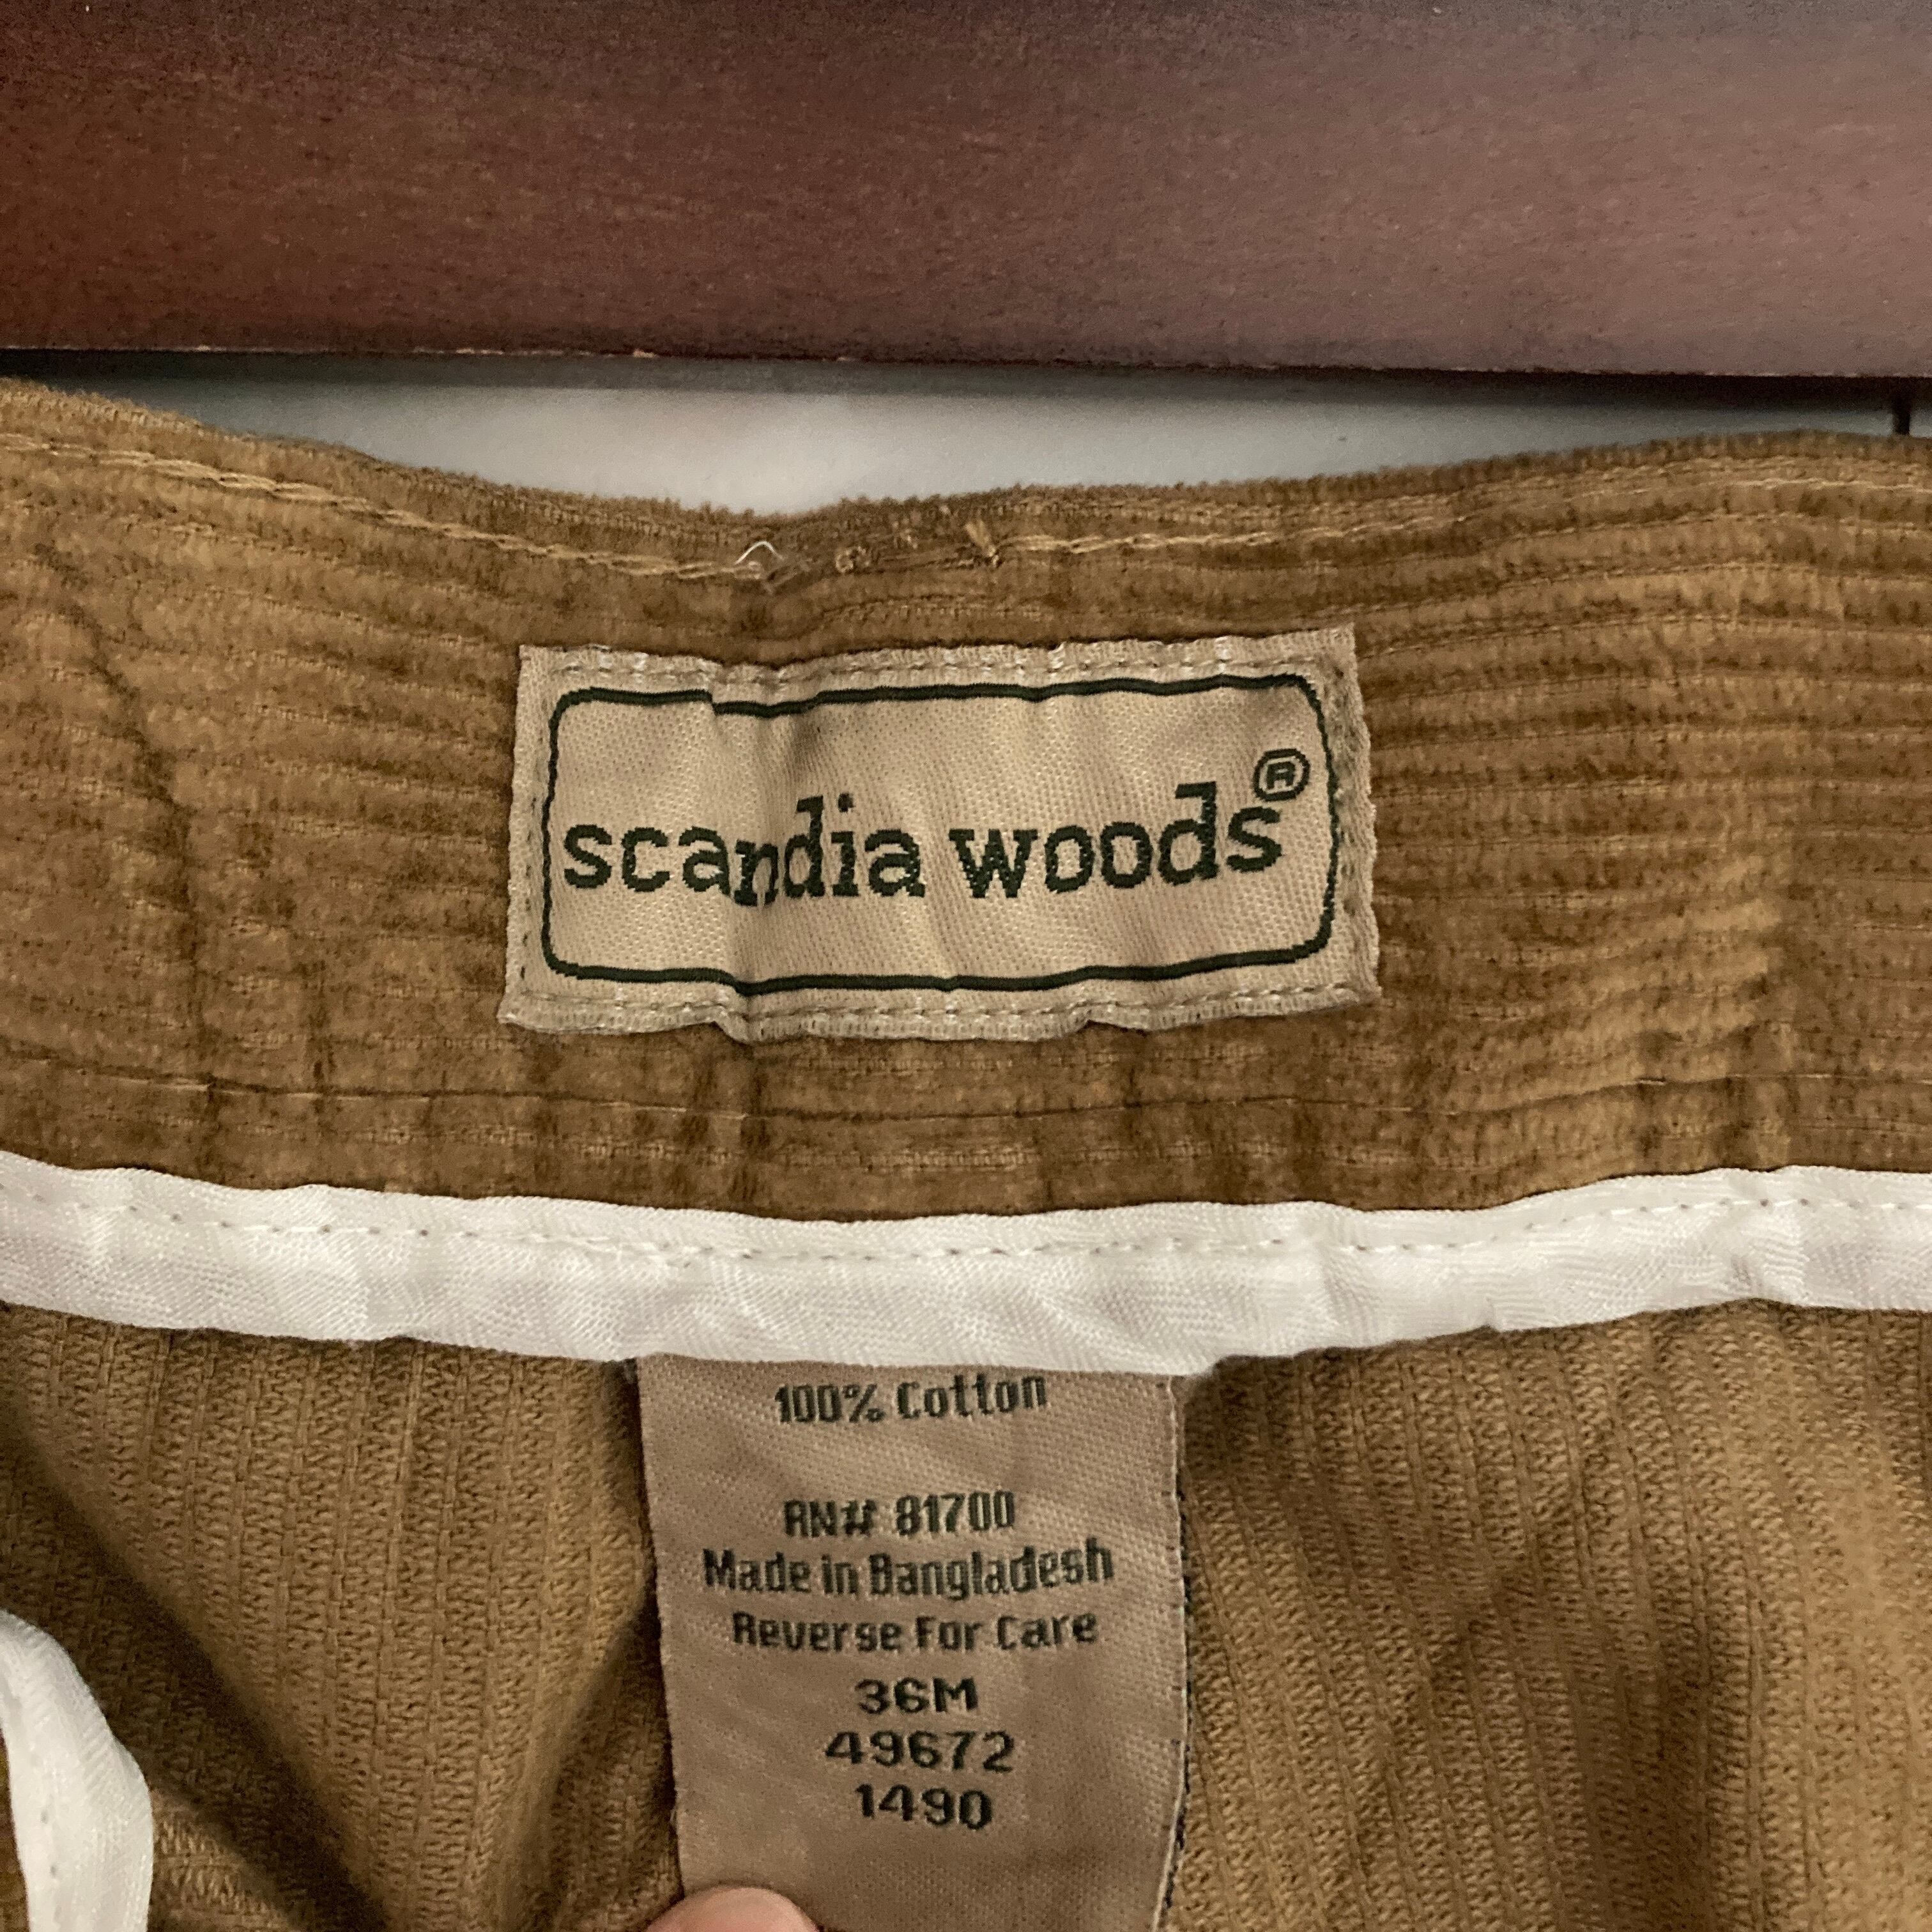 scandia woods®
100% Cotton
RN# 81700
Made in Bangladesh
Reverse For Care
36M
49672
1490